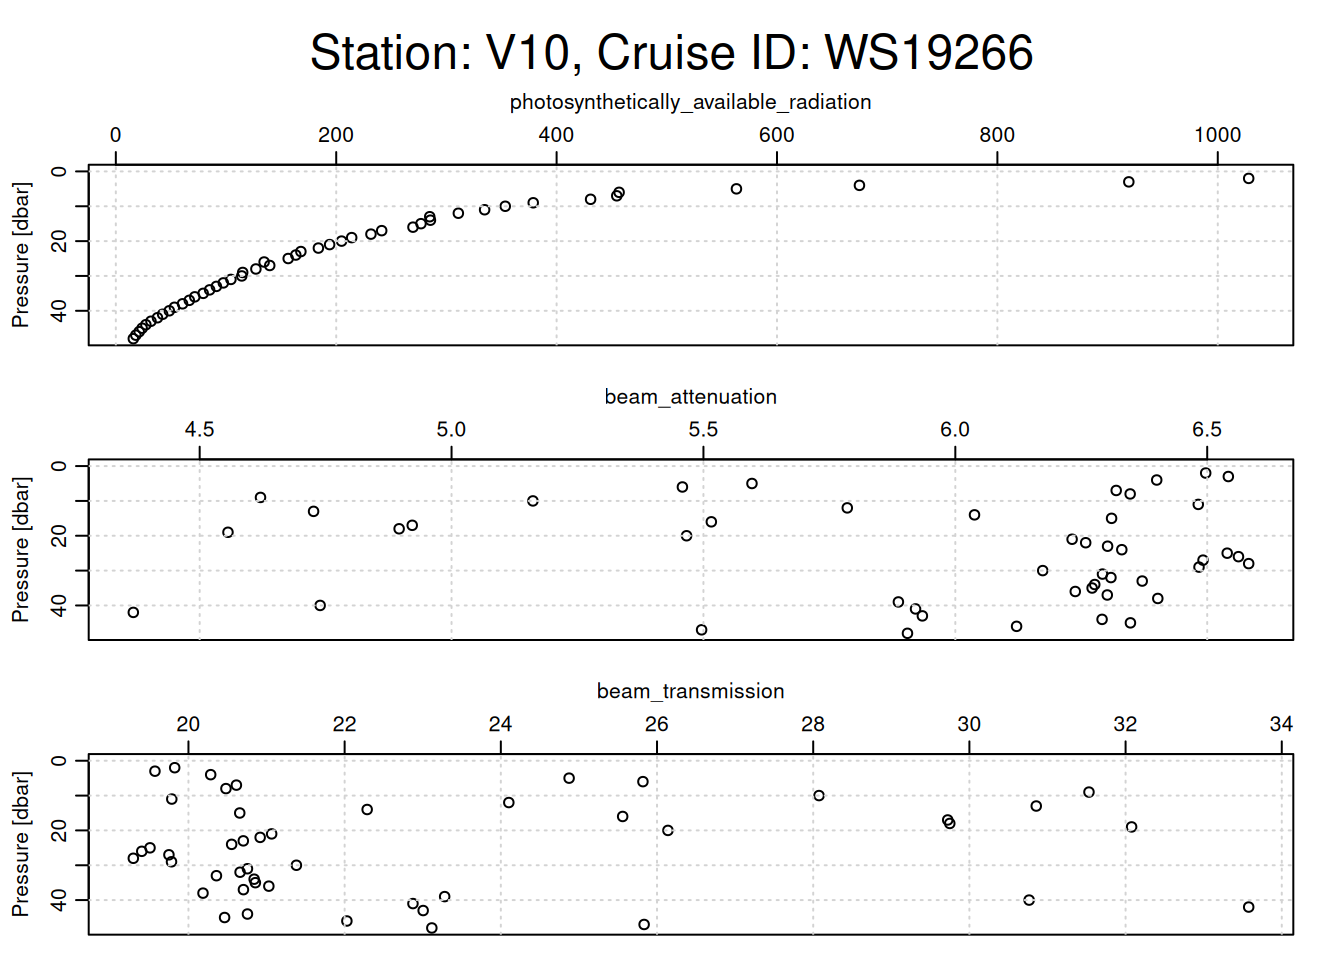 Station: V10, Cruise ID: WS19266
photosynthetically_available_radiation
0 200 400 600 800 1000
Pressure [dbar]
0
20
40
beam_attenuation
4.5 5.0 5.5 6.0 6.5
Pressure [dbar]
0
20
40
beam_transmission
20 22 24 26 28 30 32 34
Pressure [dbar]
0
20
40